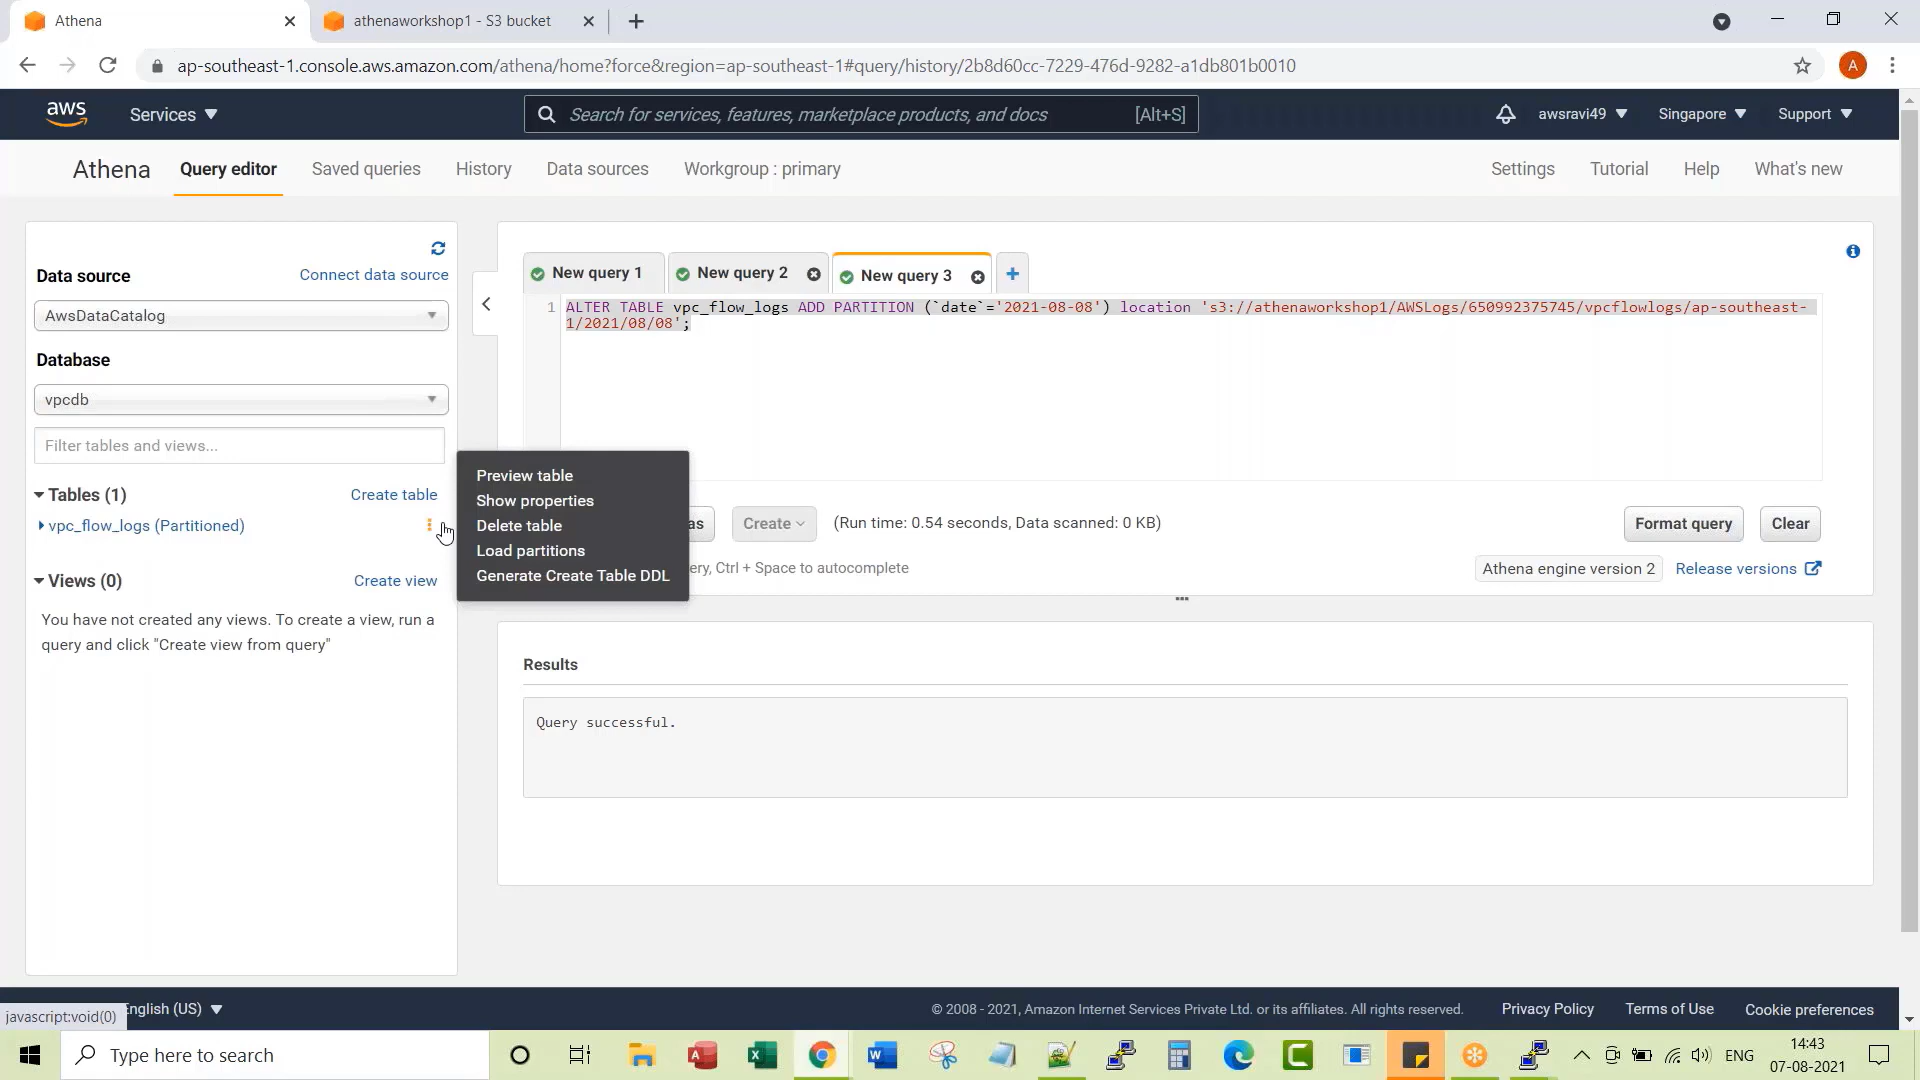 Athena
athenaworkshop1 - S3 bucket
ap-southeast-1.console.aws.amazon.com/athena/home?force&region=ap-southeast-1#query/history/2b8d60cc-7229-476d-9282-a1db801b0010
A
aws
Services
Search for services, features, marketplace products, and docs
[Alt+S]
awsravi49
Singapore
Support
Athena
Query editor
Saved queries
History
Data sources
Workgroup : primary
Settings
Tutorial
Help
What's new
Data source
Connect data source
AwsDataCatalog
Database
vpcdb
Filter tables and views...
Tables (1)
Create table
vpc_flow_logs (Partitioned)
Views (0)
Create view
You have not created any views. To create a view, run a
query and click "Create view from query"
New query 1
New query 2
New query 3
1
ALTER TABLE vpc_flow_logs ADD PARTITION (`date`='2021-08-08') location 's3://athenaworkshop1/AWSLogs/650992375745/vpcflowlogs/ap-southeast-
1/2021/08/08';
Preview table
Show properties
Delete table
Load partitions
Generate Create Table DDL
as
Create
(Run time: 0.54 seconds, Data scanned: 0 KB)
Format query
Clear
ery, Ctrl + Space to autocomplete
Athena engine version 2
Release versions
Results
Query successful.
javascript:void(0)
English (US)
© 2008 - 2021, Amazon Internet Services Private Ltd. or its affiliates. All rights reserved.
Privacy Policy
Terms of Use
Cookie preferences
Type here to search
ENG
14:43
07-08-2021